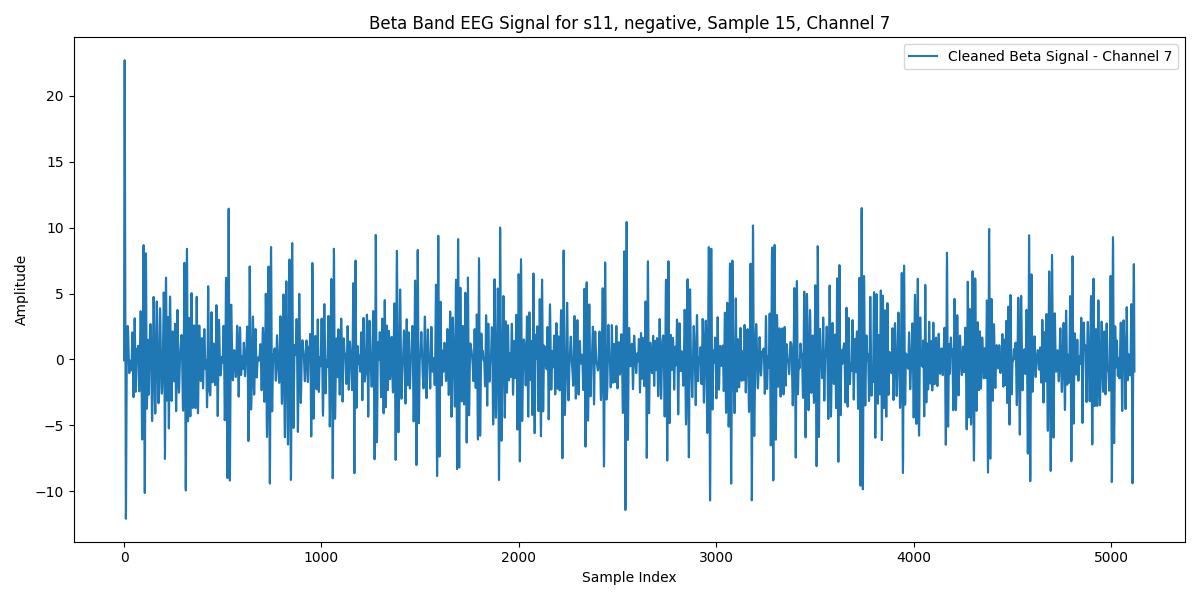 Beta Band EEG Signal for s11, negative, Sample 15, Channel 7
Cleaned Beta Signal - Channel 7
Amplitude
20
15
10
5
0
−5
−10
0 1000 2000 3000 4000 5000
Sample Index